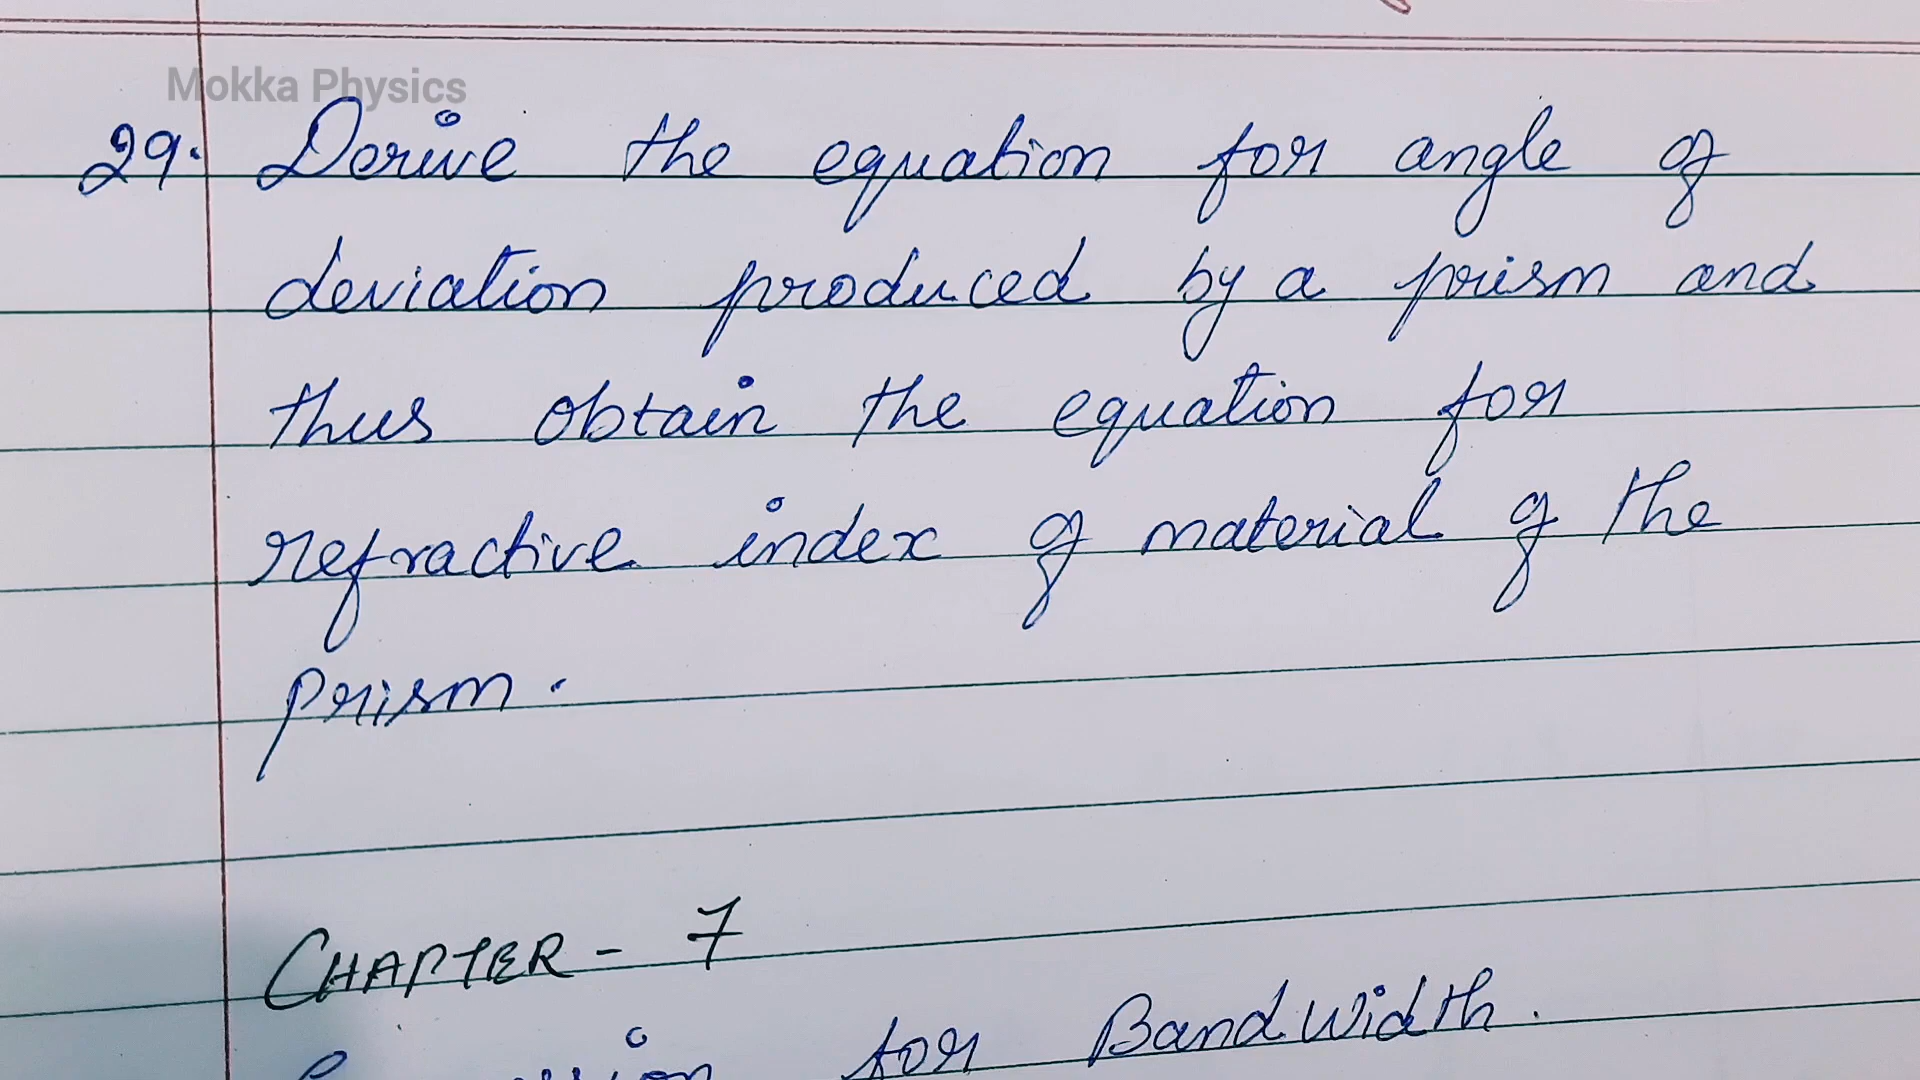 Mokka Physics
29. Derive the equation for angle of
deviation produced by a prism and
thus obtain the equation for
refractive index of material of the
prism.
CHAPTER - 7
for Bandwidth.